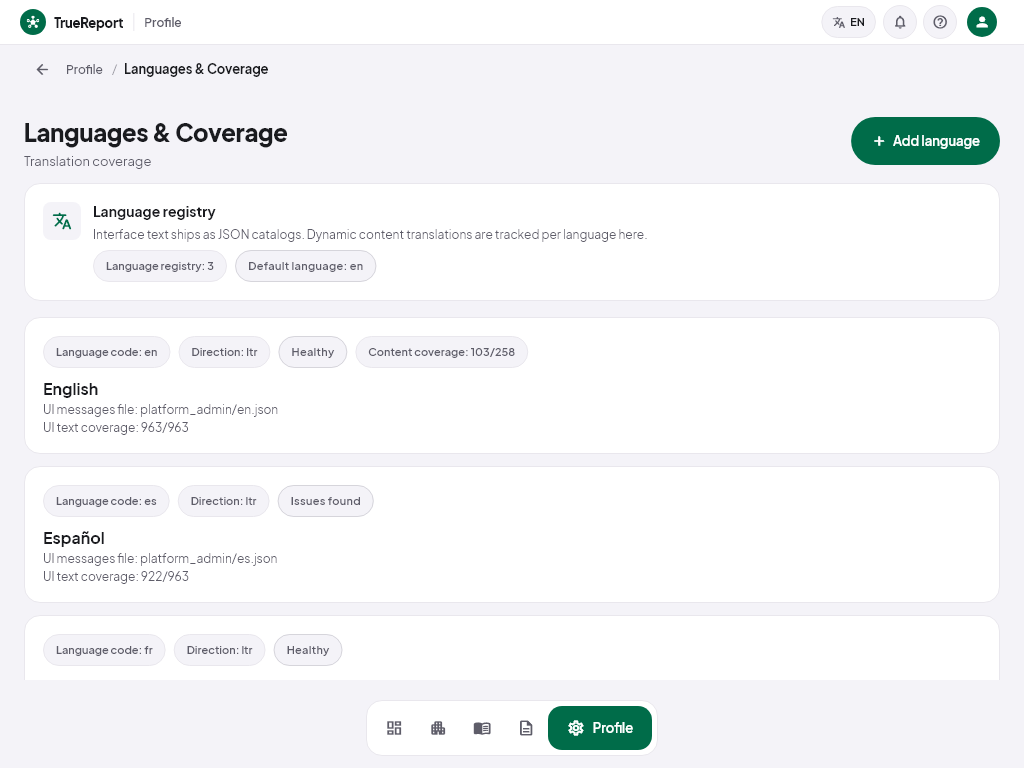 TrueReport
Profile
EN
Profile / Languages & Coverage
Languages & Coverage
Translation coverage
+ Add language
Language registry
Interface text ships as JSON catalogs. Dynamic content translations are tracked per language here.
Language registry: 3
Default language: en
Language code: en
Direction: ltr
Healthy
Content coverage: 103/258
English
UI messages file: platform_admin/en.json
UI text coverage: 963/963
Language code: es
Direction: ltr
Issues found
Español
UI messages file: platform_admin/es.json
UI text coverage: 922/963
Language code: fr
Direction: ltr
Healthy
Profile